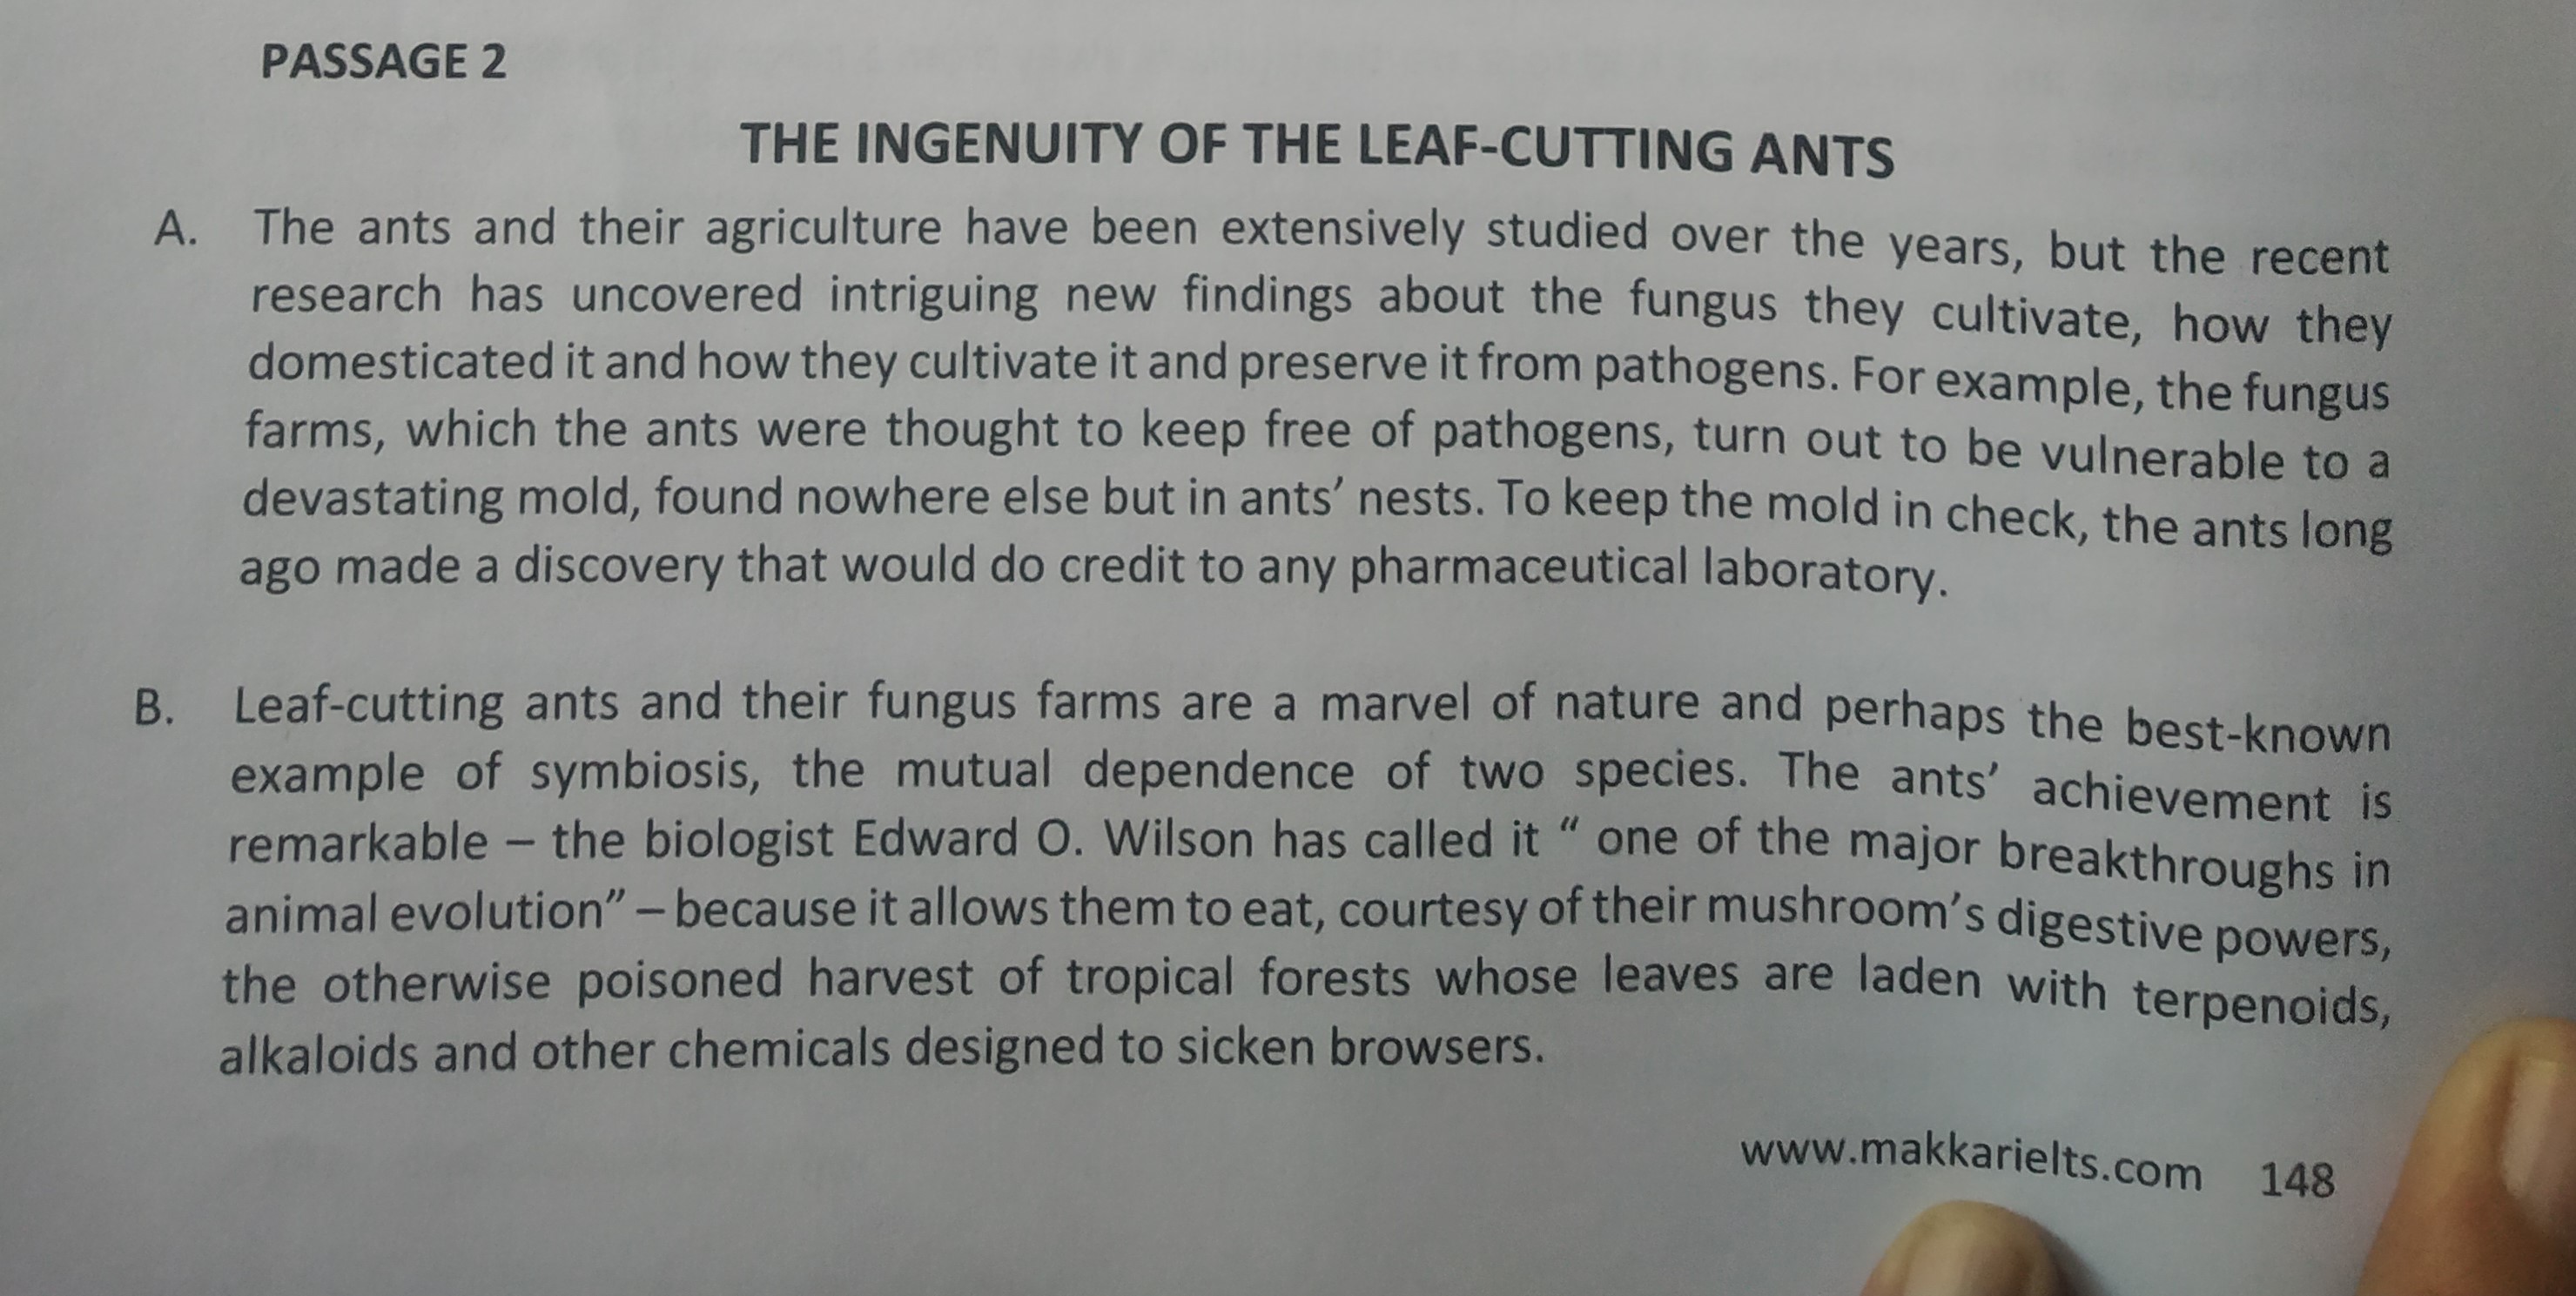 PASSAGE 2
THE INGENUITY OF THE LEAF-CUTTING ANTS
A. The ants and their agriculture have been extensively studied over the years, but the recent
research has uncovered intriguing new findings about the fungus they cultivate, how they
domesticated it and how they cultivate it and preserve it from pathogens. For example, the fungus
farms, which the ants were thought to keep free of pathogens, turn out to be vulnerable to a
devastating mold, found nowhere else but in ants’ nests. To keep the mold in check, the ants long
ago made a discovery that would do credit to any pharmaceutical laboratory.
B. Leaf-cutting ants and their fungus farms are a marvel of nature and perhaps the best-known
example of symbiosis, the mutual dependence of two species. The ants’ achievement is
remarkable – the biologist Edward O. Wilson has called it “ one of the major breakthroughs in
animal evolution” – because it allows them to eat, courtesy of their mushroom’s digestive powers,
the otherwise poisoned harvest of tropical forests whose leaves are laden with terpenoids,
alkaloids and other chemicals designed to sicken browsers.
www.makkarielts.com 148